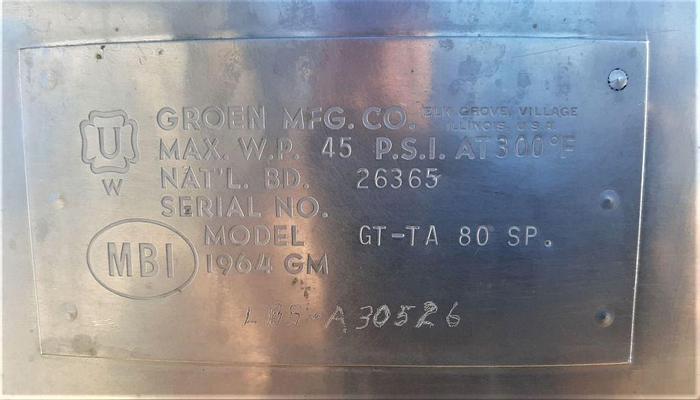 U
W
GROEN MFG. CO. ELK GROVE VILLAGE
ILLINOIS, U.S.A
MAX. W.P. 45 P.S.I. AT 300°F
NAT'L. BD. 26365
SERIAL NO.
MODEL GT-TA 80 SP.
MBI
1964 GM
A30526